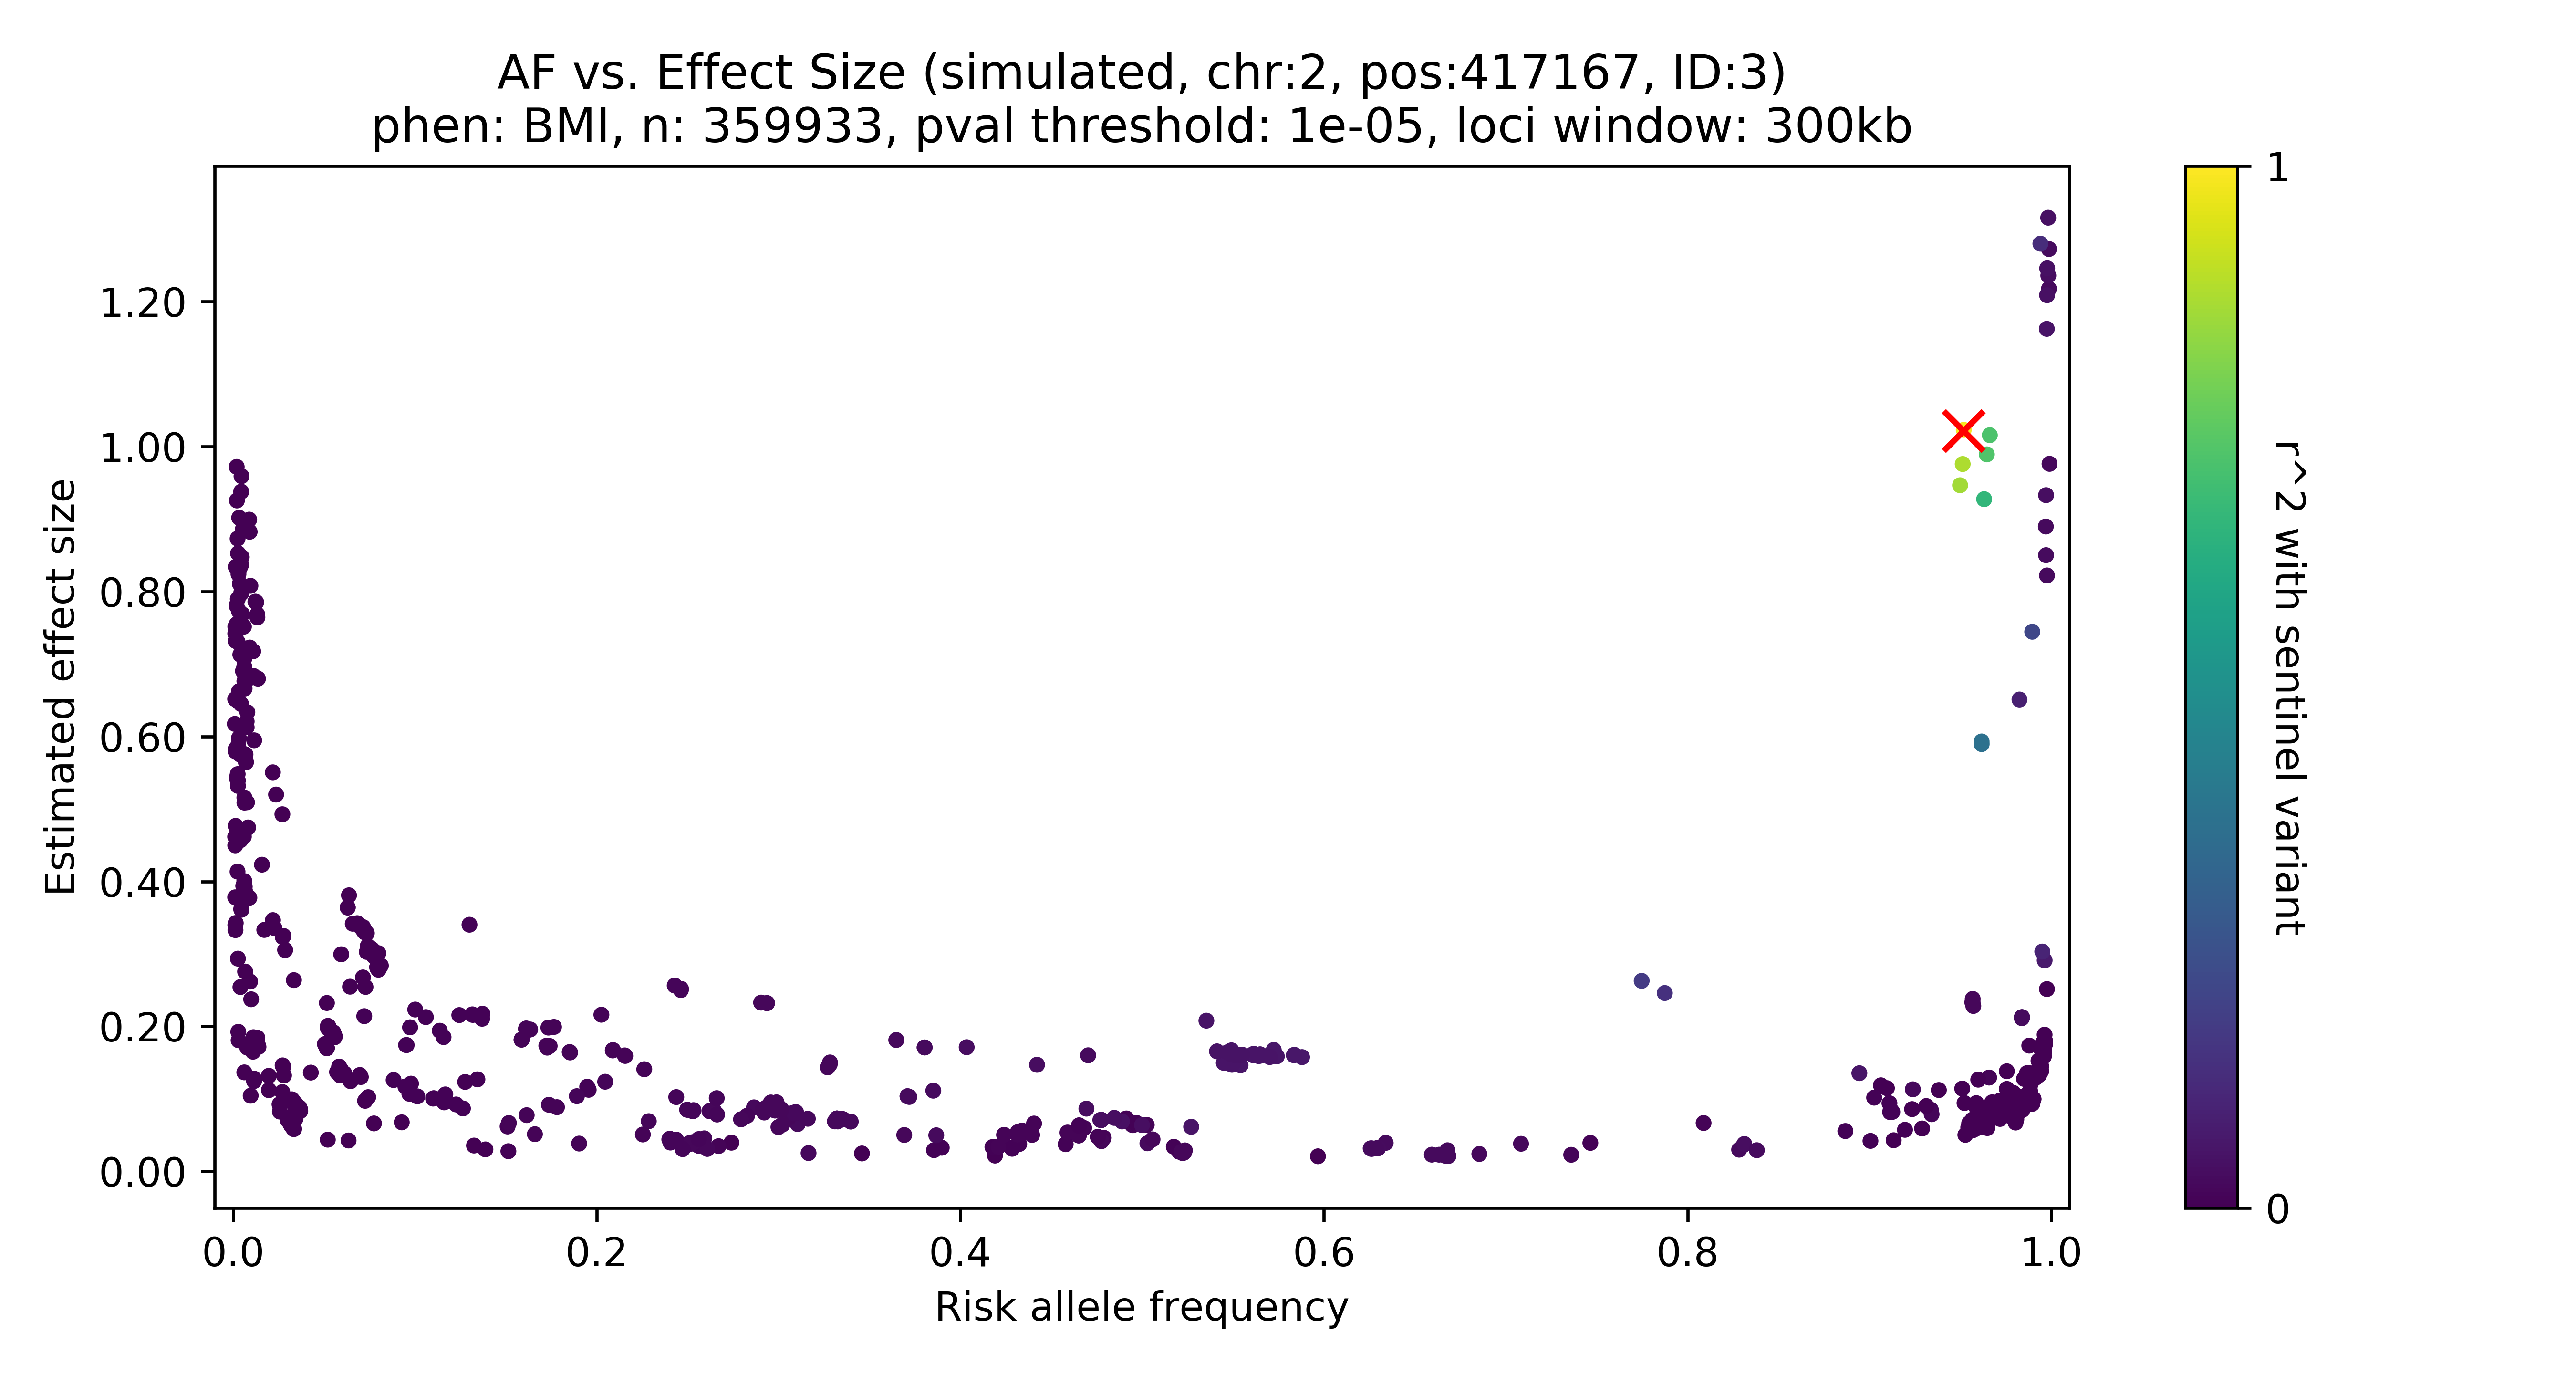 AF vs. Effect Size (simulated, chr:2, pos:417167, ID:3)
phen: BMI, n: 359933, pval threshold: 1e-05, loci window: 300kb
1.20
1.00
0.80
0.60
0.40
0.20
0.00
Estimated effect size
0.0 0.2 0.4 0.6 0.8 1.0
Risk allele frequency
1
0
r^2 with sentinel variant